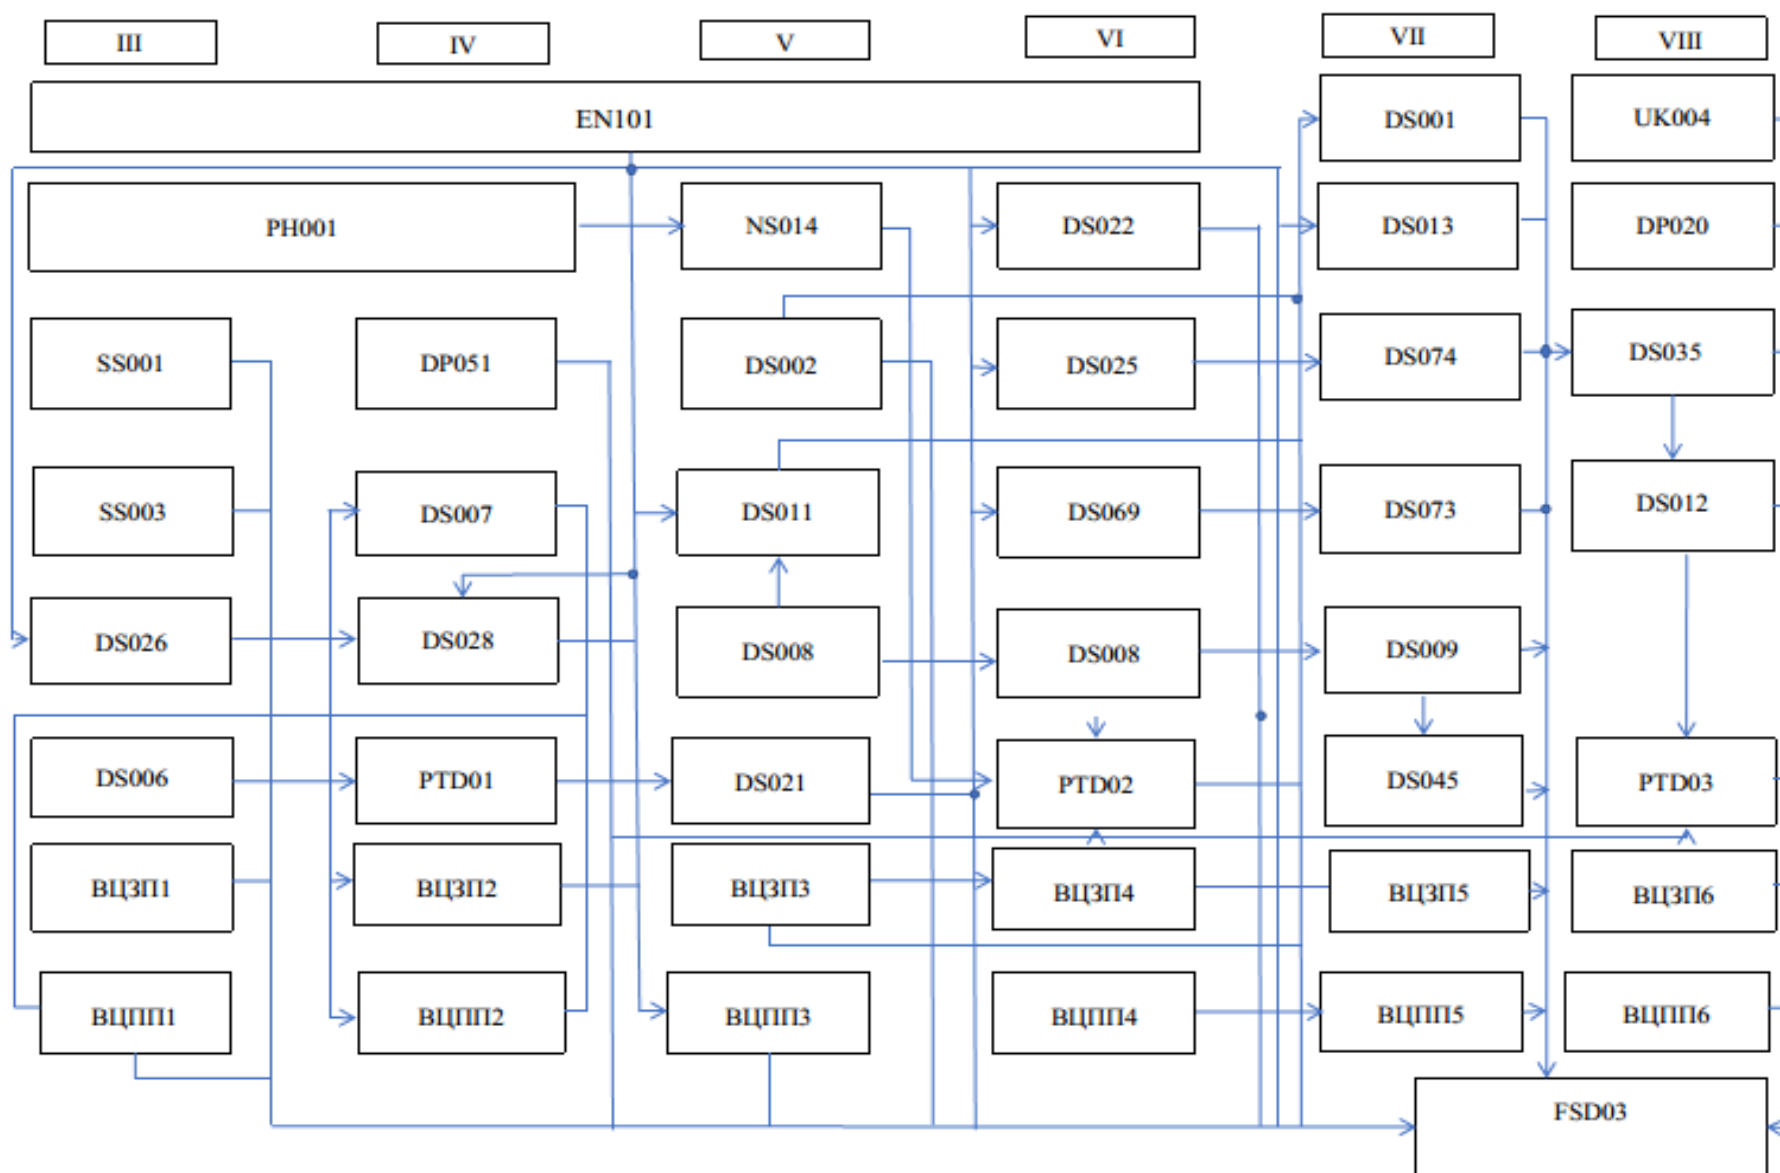 III IV V VI VII VIII
EN101 DS001 UK004
PH001 NS014 DS022 DS013 DP020
SS001 DP051 DS002 DS025 DS074 DS035
SS003 DS007 DS011 DS069 DS073 DS012
DS026 DS028 DS008 DS008 DS009
DS006 PTD01 DS021 PTD02 DS045 PTD03
ВЦЗП1 ВЦЗП2 ВЦЗП3 ВЦЗП4 ВЦЗП5 ВЦЗП6
ВЦПП1 ВЦПП2 ВЦПП3 ВЦПП4 ВЦПП5 ВЦПП6
FSD03